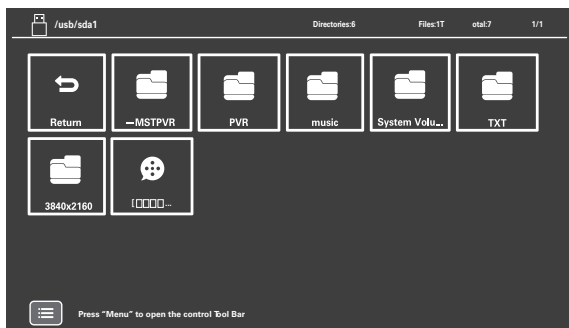 /usb/sda1 Directories:6 Files:1T otal:7 1/1
Return —MSTPVR PVR music System Volu... TXT
3840x2160 [□□□□...
Press “Menu” to open the control Tool Bar